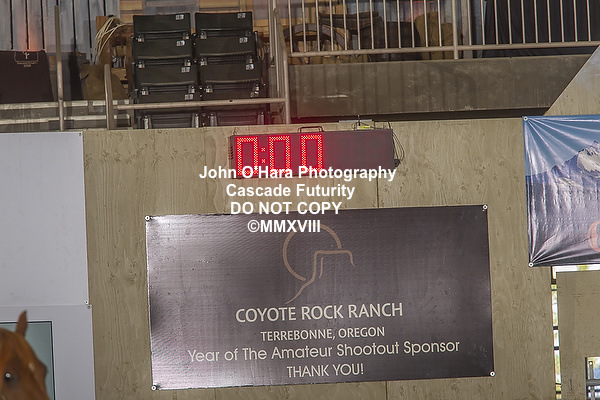 0:00
John O'Hara Photography
Cascade Futurity
DO NOT COPY
©MMXVIII
COYOTE ROCK RANCH
TERREBONNE, OREGON
Year of The Amateur Shootout Sponsor
THANK YOU!